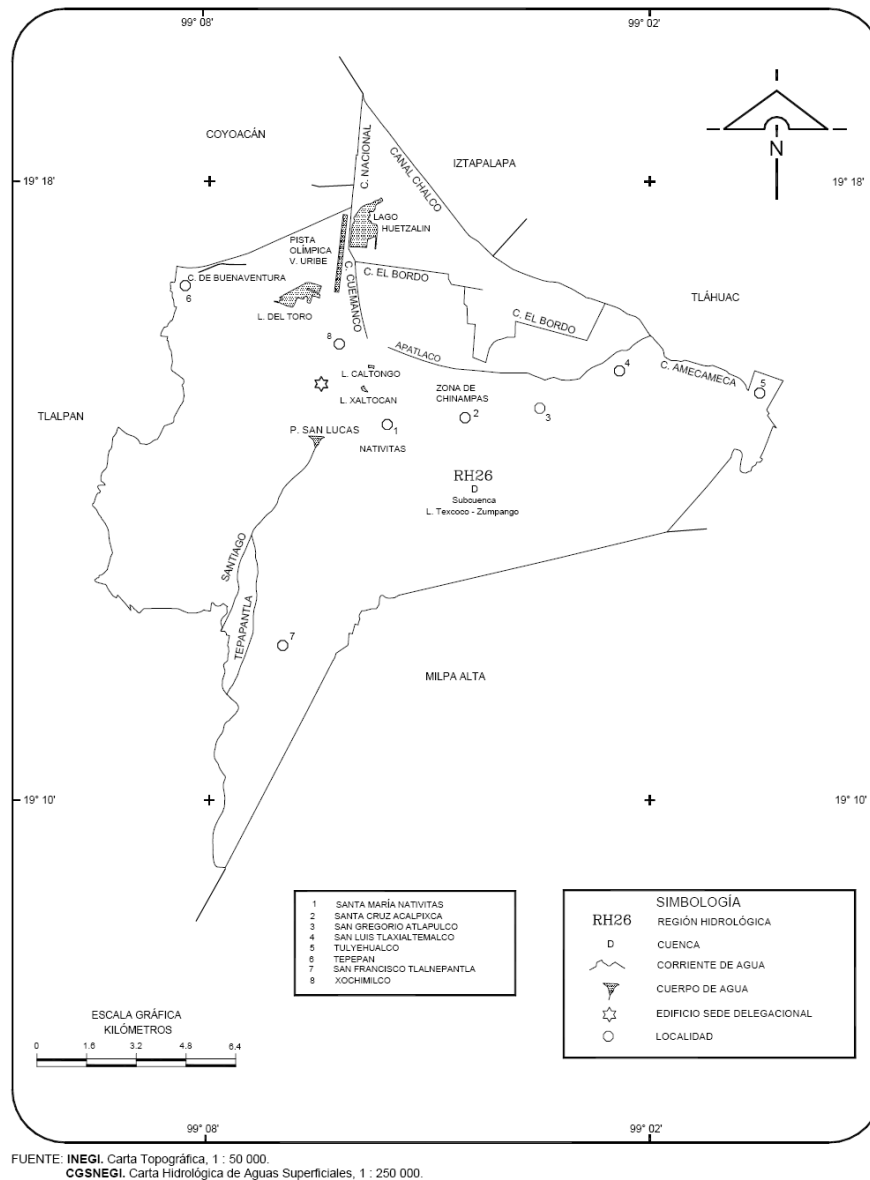 99° 08'
99° 02'
COYOACÁN
C. NACIONAL
CANAL CHALCO
IZTAPALAPA
N
19° 18'
19° 18'
LAGO
HUETZALIN
PISTA
OLÍMPICA
V. URIBE
C. CUEMANCO
C. DE BUENAVENTURA
6
C. EL BORDO
TLÁHUAC
L. DEL TORO
C. EL BORDO
8
APATLACO
4
L. CALTONGO
C. AMECAMECA
5
ZONA DE
CHINAMPAS
L. XALTOCAN
TLALPAN
3
2
1
P. SAN LUCAS
NATIVITAS
RH26
D
Subcuenca
L. Texcoco - Zumpango
SANTIAGO
TEPAPANTLA
7
MILPA ALTA
19° 10'
19° 10'
1 SANTA MARÍA NATIVITAS
2 SANTA CRUZ ACALPIXCA
3 SAN GREGORIO ATLAPULCO
4 SAN LUIS TLAXIALTEMALCO
5 TULYEHUALCO
6 TEPEPAN
7 SAN FRANCISCO TLALNEPANTLA
8 XOCHIMILCO
SIMBOLOGÍA
RH26 REGIÓN HIDROLÓGICA
D CUENCA
CORRIENTE DE AGUA
CUERPO DE AGUA
EDIFICIO SEDE DELEGACIONAL
LOCALIDAD
ESCALA GRÁFICA
KILÓMETROS
0 1.6 3.2 4.8 6.4
99° 08'
99° 02'
FUENTE: INEGI. Carta Topográfica, 1 : 50 000.
CGSNEGI. Carta Hidrológica de Aguas Superficiales, 1 : 250 000.